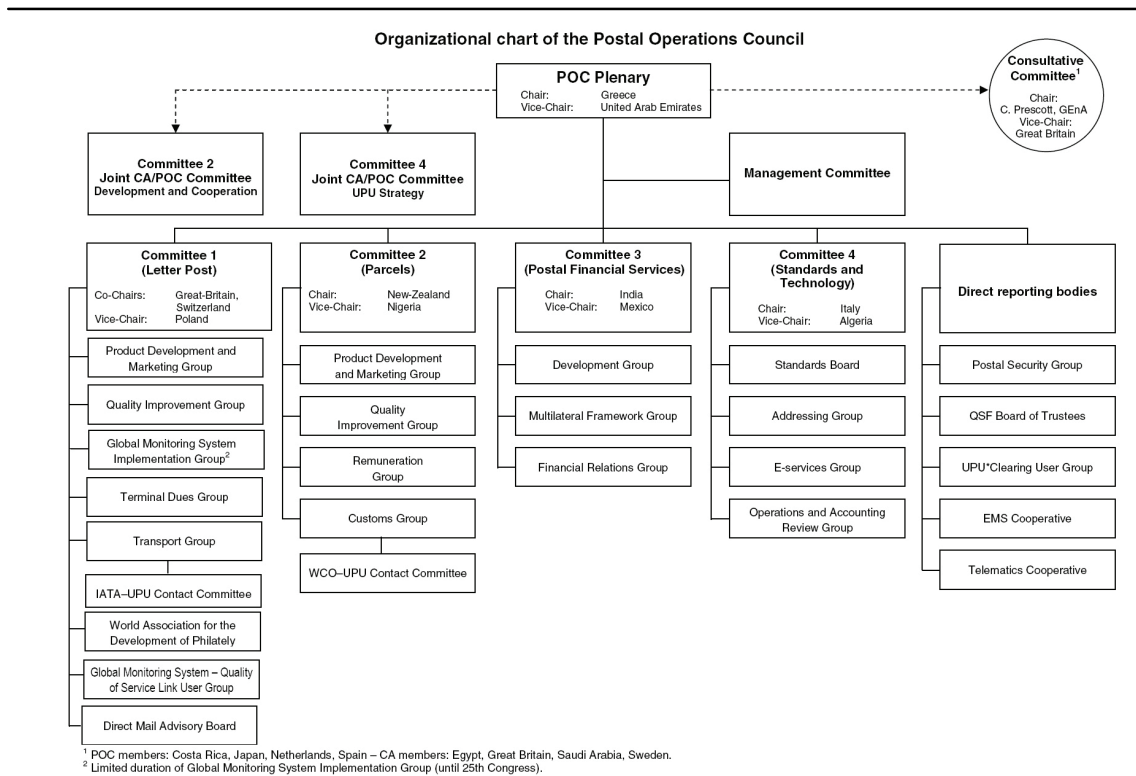 Organizational chart of the Postal Operations Council
POC Plenary
Chair: Greece
Vice-Chair: United Arab Emirates
Consultative
Committee1
Chair:
C. Prescott, GEnA
Vice-Chair:
Great Britain
Committee 2
Joint CA/POC Committee
Development and Cooperation
Committee 4
Joint CA/POC Committee
UPU Strategy
Management Committee
Committee 1
(Letter Post)
Co-Chairs: Great-Britain,
Switzerland
Vice-Chair: Poland
Product Development and
Marketing Group
Quality Improvement Group
Global Monitoring System
Implementation Group2
Terminal Dues Group
Transport Group
IATA–UPU Contact Committee
World Association for the
Development of Philately
Global Monitoring System – Quality
of Service Link User Group
Direct Mail Advisory Board
Committee 2
(Parcels)
Chair: New-Zealand
Vice-Chair: Nigeria
Product Development
and Marketing Group
Quality
Improvement Group
Remuneration
Group
Customs Group
WCO–UPU Contact Committee
Committee 3
(Postal Financial Services)
Chair: India
Vice-Chair: Mexico
Development Group
Multilateral Framework Group
Financial Relations Group
Committee 4
(Standards and
Technology)
Chair: Italy
Vice-Chair: Algeria
Standards Board
Addressing Group
E-services Group
Operations and Accounting
Review Group
Direct reporting bodies
Postal Security Group
QSF Board of Trustees
UPU*Clearing User Group
EMS Cooperative
Telematics Cooperative
1 POC members: Costa Rica, Japan, Netherlands, Spain – CA members: Egypt, Great Britain, Saudi Arabia, Sweden.
2 Limited duration of Global Monitoring System Implementation Group (until 25th Congress).